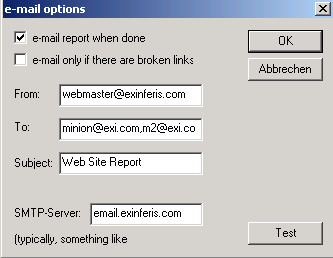 e-mail options
e-mail report when done
OK
e-mail only if there are broken links
Abbrechen
From: webmaster@exinferis.com
To: minion@exi.com,m2@exi.co
Subject: Web Site Report
SMTP-Server: email.exinferis.com
(typically, something like
Test